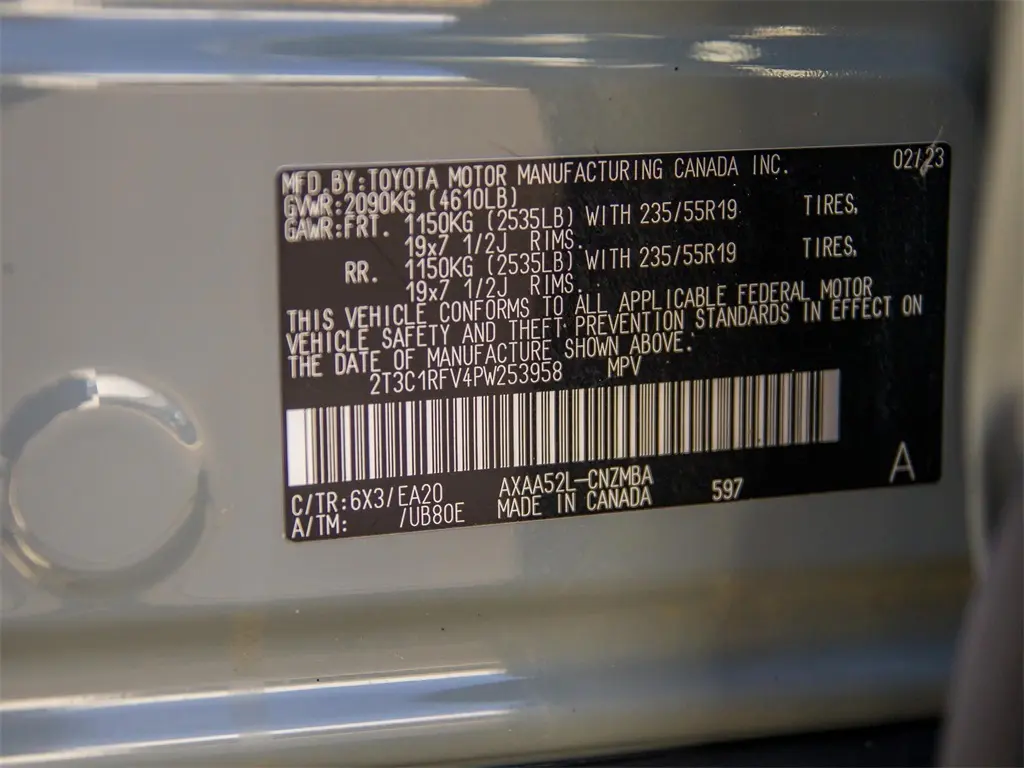 MFD.BY:TOYOTA MOTOR MANUFACTURING CANADA INC. 02/23
GVWR:2090KG (4610LB)
GAWR:FRT. 1150KG (2535LB) WITH 235/55R19 TIRES,
19x7 1/2J RIMS.
RR. 1150KG (2535LB) WITH 235/55R19 TIRES,
19x7 1/2J RIMS.
THIS VEHICLE CONFORMS TO ALL APPLICABLE FEDERAL MOTOR
VEHICLE SAFETY AND THEFT PREVENTION STANDARDS IN EFFECT ON
THE DATE OF MANUFACTURE SHOWN ABOVE.
2T3C1RFV4PW253958 MPV
C/TR:6X3/EA20 AXAA52L-CNZMBA 597 A
A/TM: /UB80E MADE IN CANADA